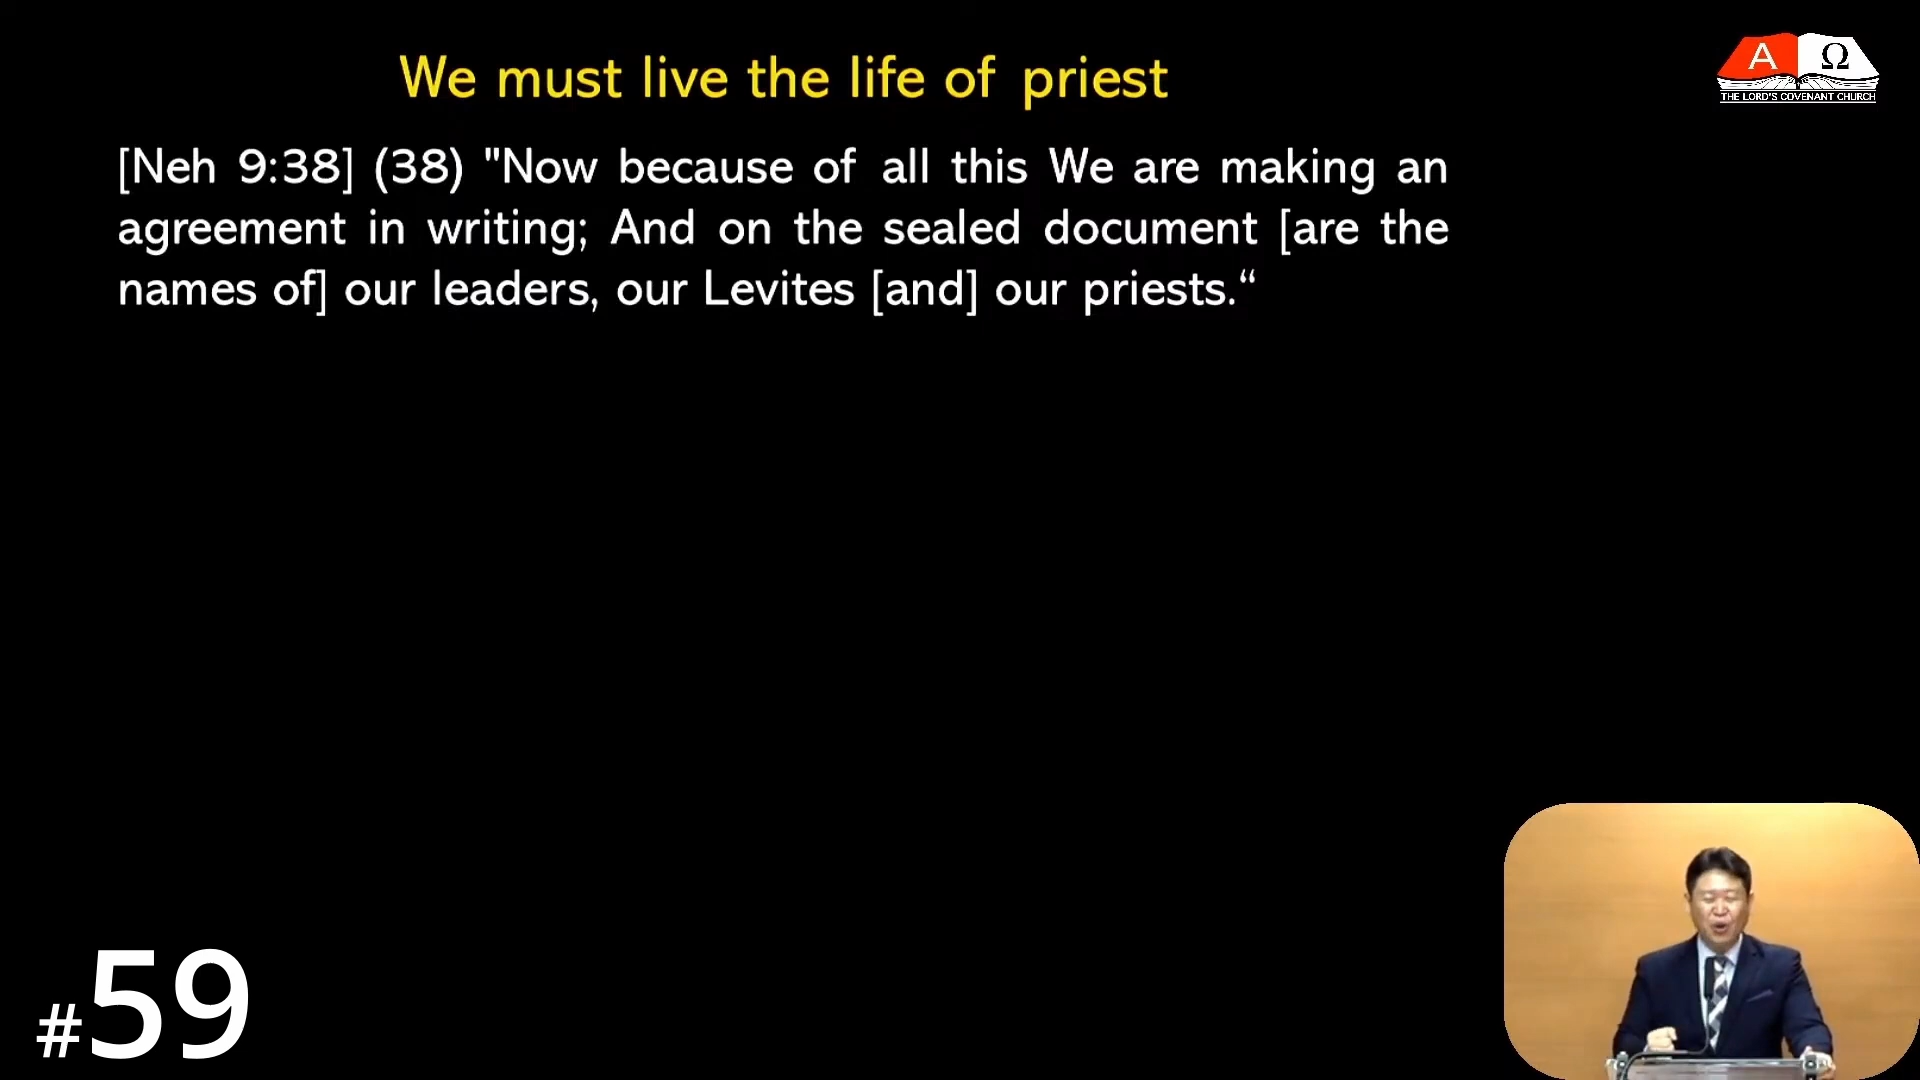 We must live the life of priest
A Ω
THE LORD'S COVENANT CHURCH
[Neh 9:38] (38) "Now because of all this We are making an
agreement in writing; And on the sealed document [are the
names of] our leaders, our Levites [and] our priests.“
#59